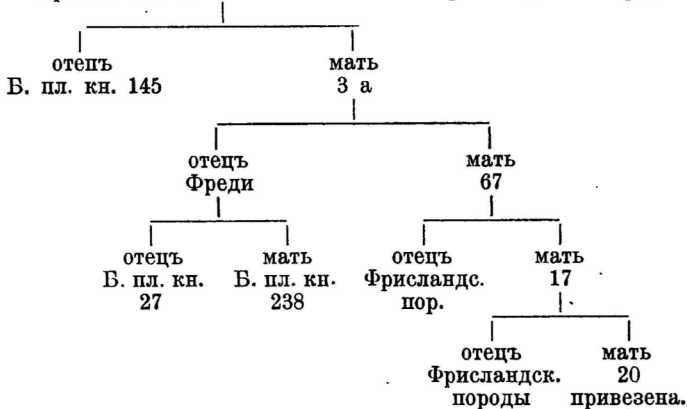 отецъ мать
Б. пл. кн. 145 3 а
отецъ мать
Фреди 67
отецъ мать отецъ мать
Б. пл. кн. Б. пл. кн. Фрисландс. 17
27 238 пор.
отецъ мать
Фрисландск. 20
породы привезена.